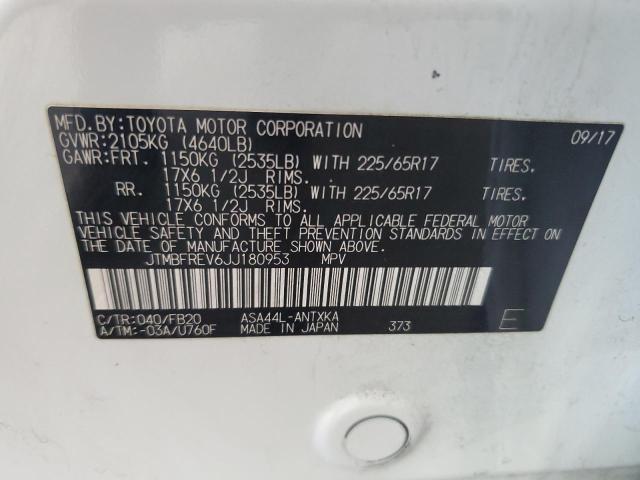 MFD.BY:TOYOTA MOTOR CORPORATION 09/17
GVWR:2105KG (4640LB)
GAWR:FRT. 1150KG (2535LB) WITH 225/65R17 TIRES.
17X6 1/2J RIMS.
RR. 1150KG (2535LB) WITH 225/65R17 TIRES.
17X6 1/2J RIMS.
THIS VEHICLE CONFORMS TO ALL APPLICABLE FEDERAL MOTOR
VEHICLE SAFETY AND THEFT PREVENTION STANDARDS IN EFFECT ON
THE DATE OF MANUFACTURE SHOWN ABOVE.
JTMBFREV6JJ180953 MPV
C/TR:040/FB20 ASA44L-ANTXKA
A/TM:-03A/U760F MADE IN JAPAN 373 E